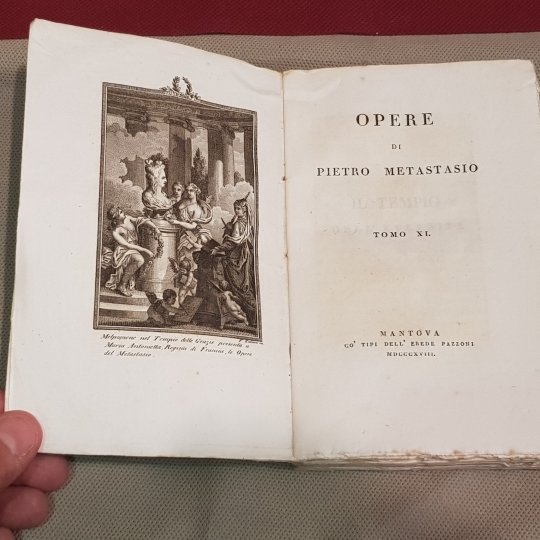 Melpomene nel Tempio delle Grazie presenta a
Maria Antonietta, Regina di Francia, le Opere
del Metastasio
OPERE
DI
PIETRO METASTASIO
TOMO XI.
MANTOVA
CO' TIPI DELL' EREDE PAZZONI
MDCCCXVIII.